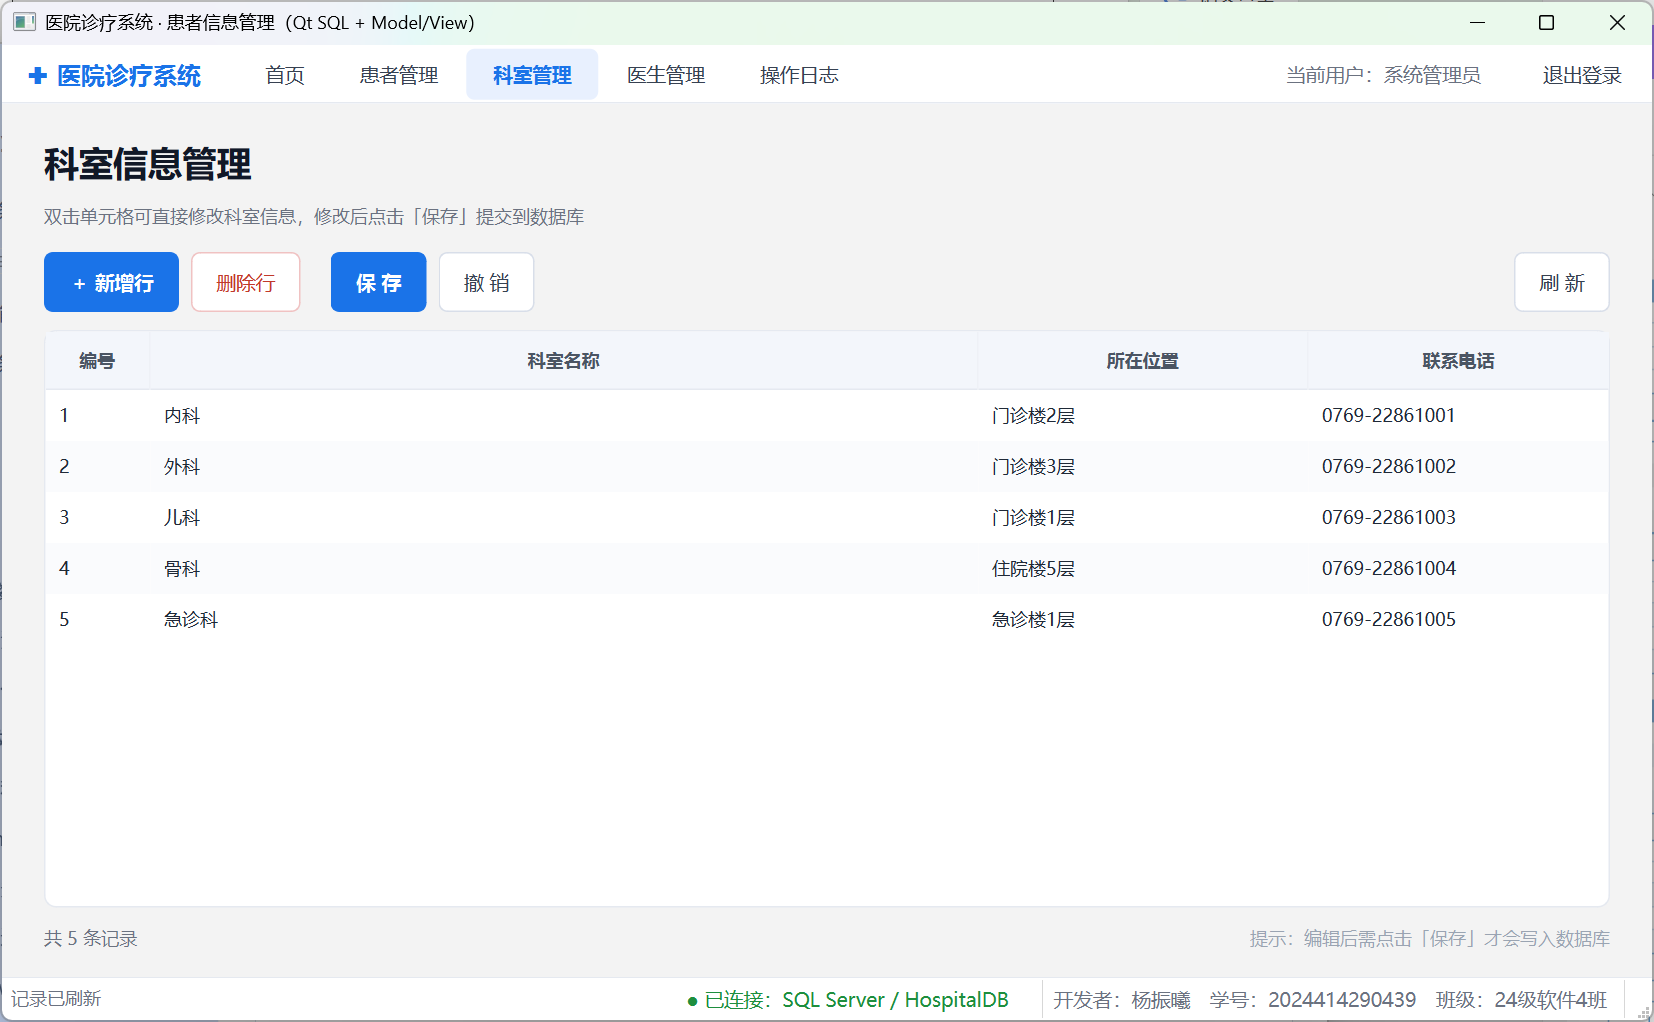 医院诊疗系统 · 患者信息管理（Qt SQL + Model/View）
医院诊疗系统 首页 患者管理 科室管理 医生管理 操作日志 当前用户：系统管理员 退出登录
科室信息管理
双击单元格可直接修改科室信息，修改后点击「保存」提交到数据库
+ 新增行 删除行 保 存 撤 销 刷 新
编号 科室名称 所在位置 联系电话
1 内科 门诊楼2层 0769-22861001
2 外科 门诊楼3层 0769-22861002
3 儿科 门诊楼1层 0769-22861003
4 骨科 住院楼5层 0769-22861004
5 急诊科 急诊楼1层 0769-22861005
共 5 条记录 提示：编辑后需点击「保存」才会写入数据库
记录已刷新 ● 已连接：SQL Server / HospitalDB 开发者：杨振曦 学号：2024414290439 班级：24级软件4班